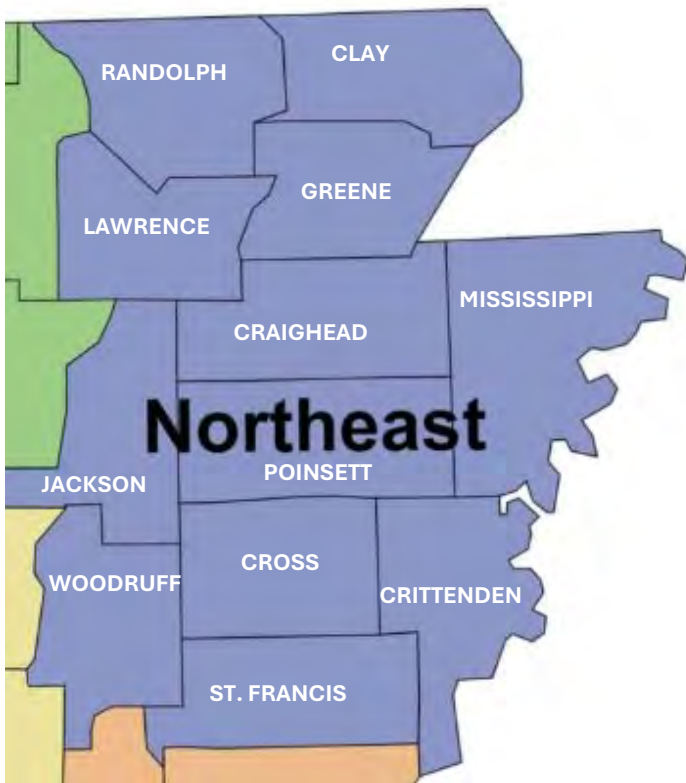 CLAY
RANDOLPH
GREENE
LAWRENCE
MISSISSIPPI
CRAIGHEAD
Northeast
POINSETT
JACKSON
CROSS
WOODRUFF
CRITTENDEN
ST. FRANCIS